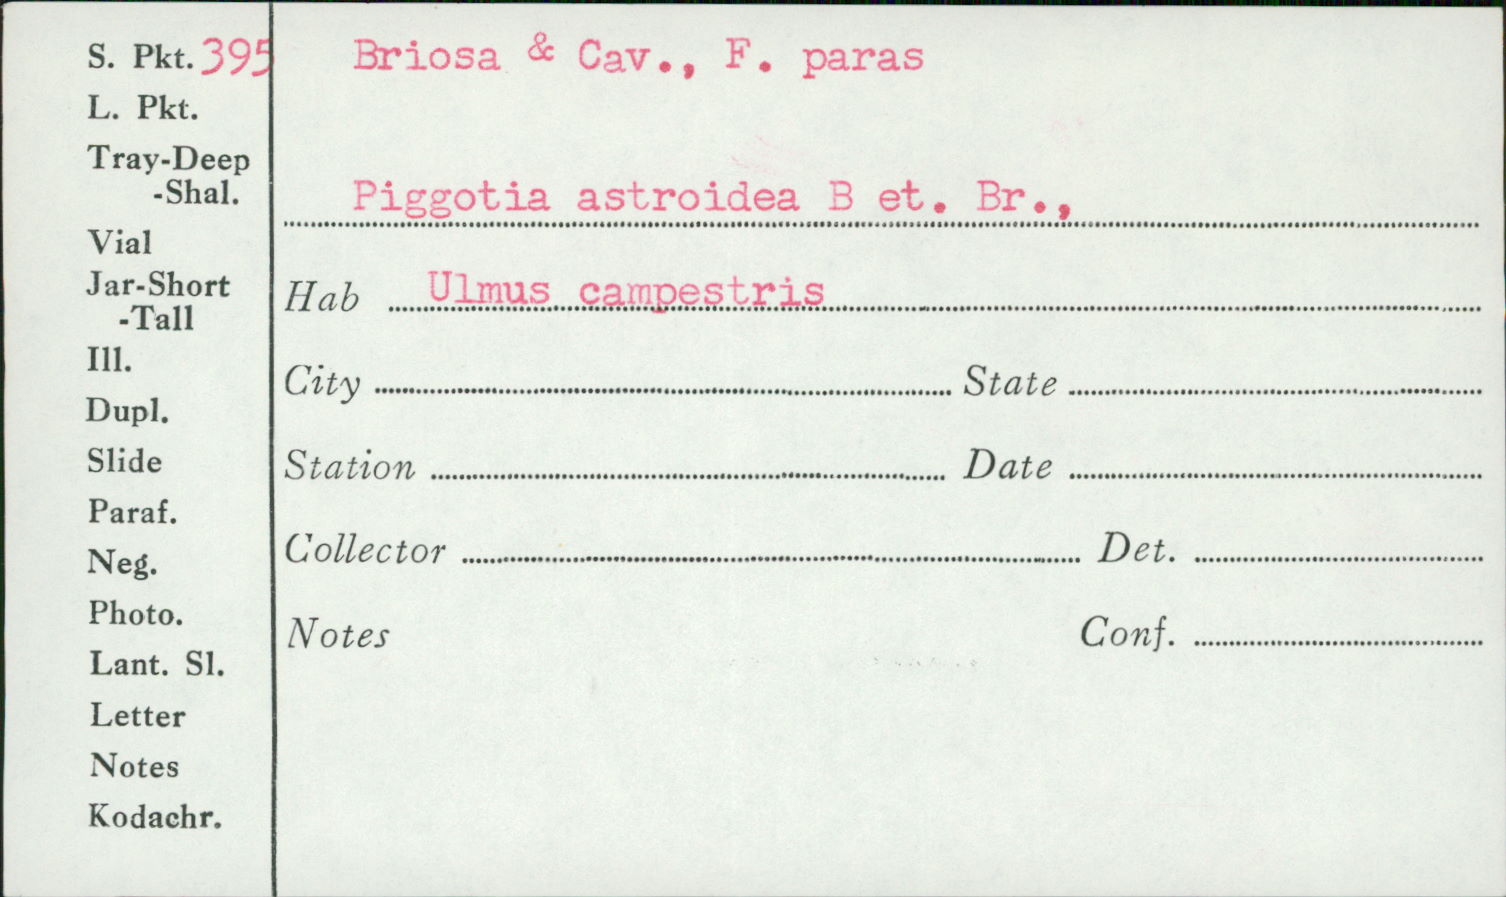 S. Pkt. 395
L. Pkt.
Tray-Deep
-Shal.
Vial
Jar-Short
-Tall
Ill.
Dupl.
Slide
Paraf.
Neg.
Photo.
Lant. Sl.
Letter
Notes
Kodachr.
Briosa & Cav., F. paras
Piggotia astroidea B et. Br.,
Hab Ulmus campestris
City State
Station Date
Collector Det.
Notes Conf.